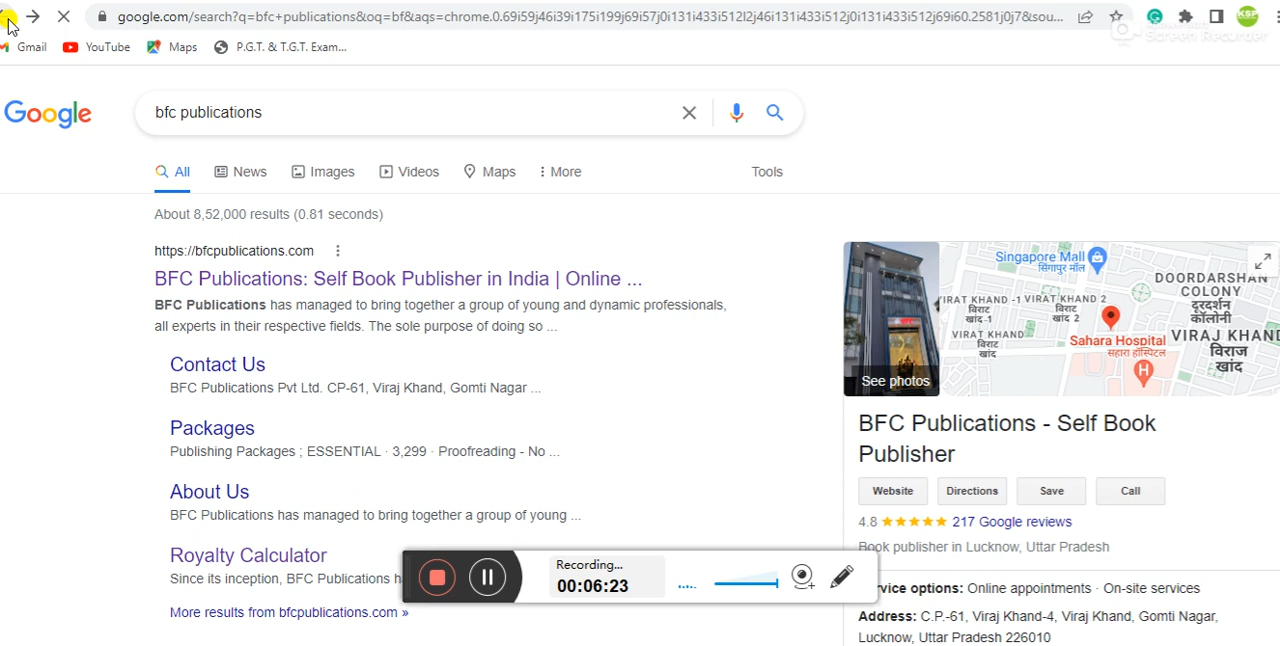 google.com/search?q=bfc+publications&oq=bf&aqs=chrome.0.69i59j46i39i175i199j69i57j0i131i433i512l2j46i131i433i512j0i131i433i512j69i60.2581j0j7&sou...
KSP
Screen Recorder
Gmail
YouTube
Maps
P.G.T. & T.G.T. Exam...
Google
bfc publications
All
News
Images
Videos
Maps
More
Tools
About 8,52,000 results (0.81 seconds)
https://bfcpublications.com
BFC Publications: Self Book Publisher in India | Online ...
BFC Publications has managed to bring together a group of young and dynamic professionals,
all experts in their respective fields. The sole purpose of doing so ...
Contact Us
BFC Publications Pvt Ltd. CP-61, Viraj Khand, Gomti Nagar ...
Packages
Publishing Packages ; ESSENTIAL · 3,299 · Proofreading - No ...
About Us
BFC Publications has managed to bring together a group of young ...
Royalty Calculator
Since its inception, BFC Publications h
More results from bfcpublications.com »
Recording...
00:06:23
See photos
Singapore Mall
सिंगापुर मॉल
DOORDARSHAN
COLONY
दूरदर्शन
कॉलोनी
VIRAT KHAND -1
विराट
खंड-1
VIRAT KHAND 2
विराट
खंड 2
VIRAT KHAND
विराट
खंड
Sahara Hospital
सहारा हॉस्पिटल
H
VIRAJ KHAND
विराज
खंड
BFC Publications - Self Book
Publisher
Website
Directions
Save
Call
4.8
217 Google reviews
Book publisher in Lucknow, Uttar Pradesh
rvice options: Online appointments · On-site services
Address: C.P.-61, Viraj Khand-4, Viraj Khand, Gomti Nagar,
Lucknow, Uttar Pradesh 226010